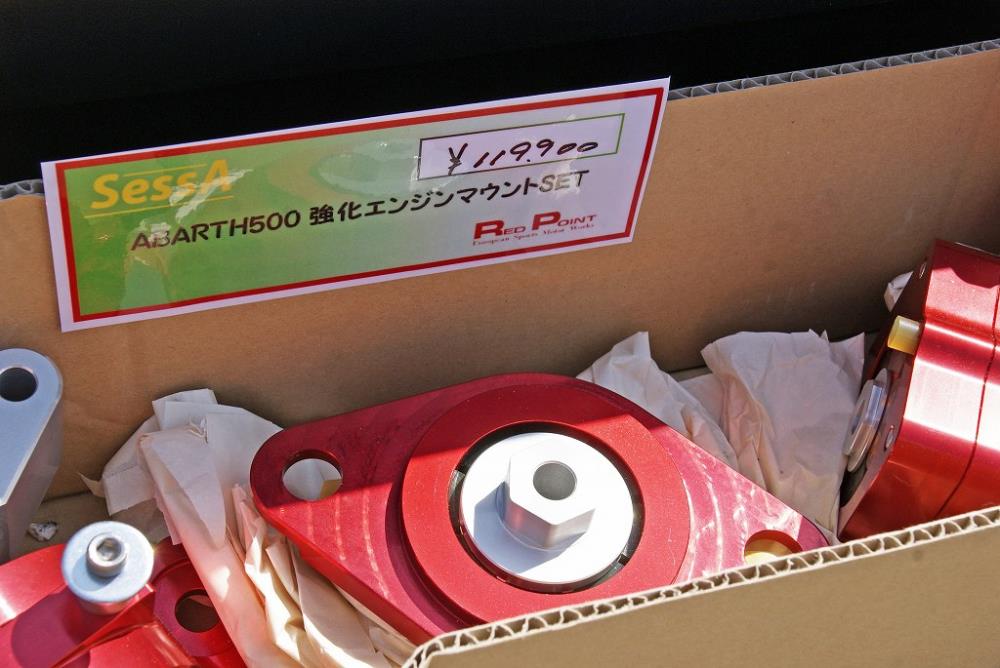 SessA
¥119.900
ABARTH500 強化エンジンマウントSET
RED POINT
European Sports Motor Works